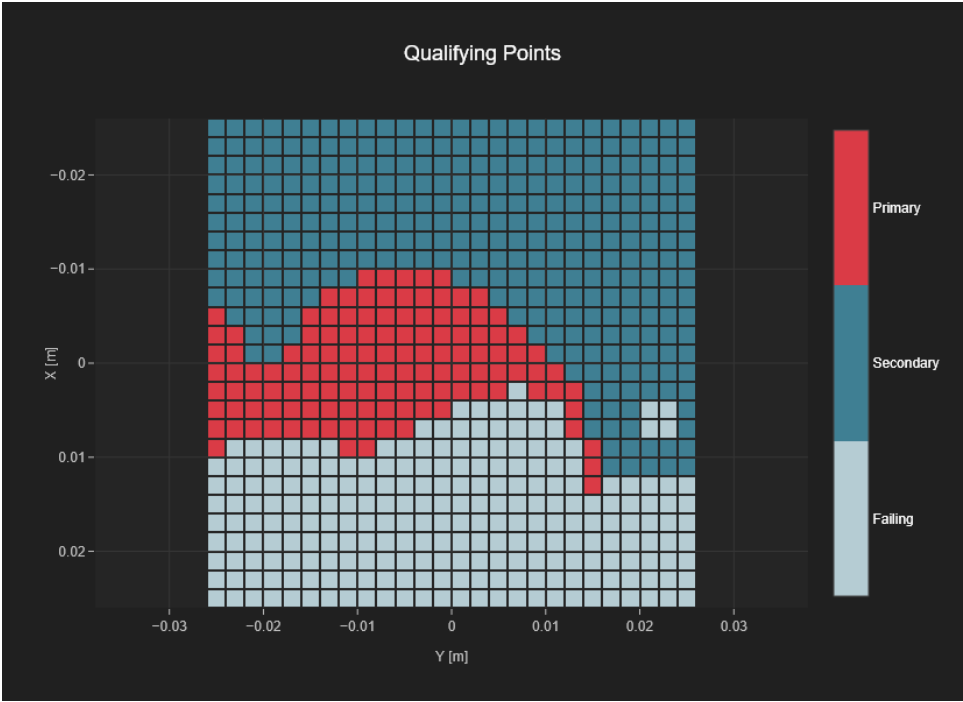 Qualifying Points
−0.02
−0.01
0
0.01
0.02
X [m]
−0.03
−0.02
−0.01
0
0.01
0.02
0.03
Y [m]
Primary
Secondary
Failing